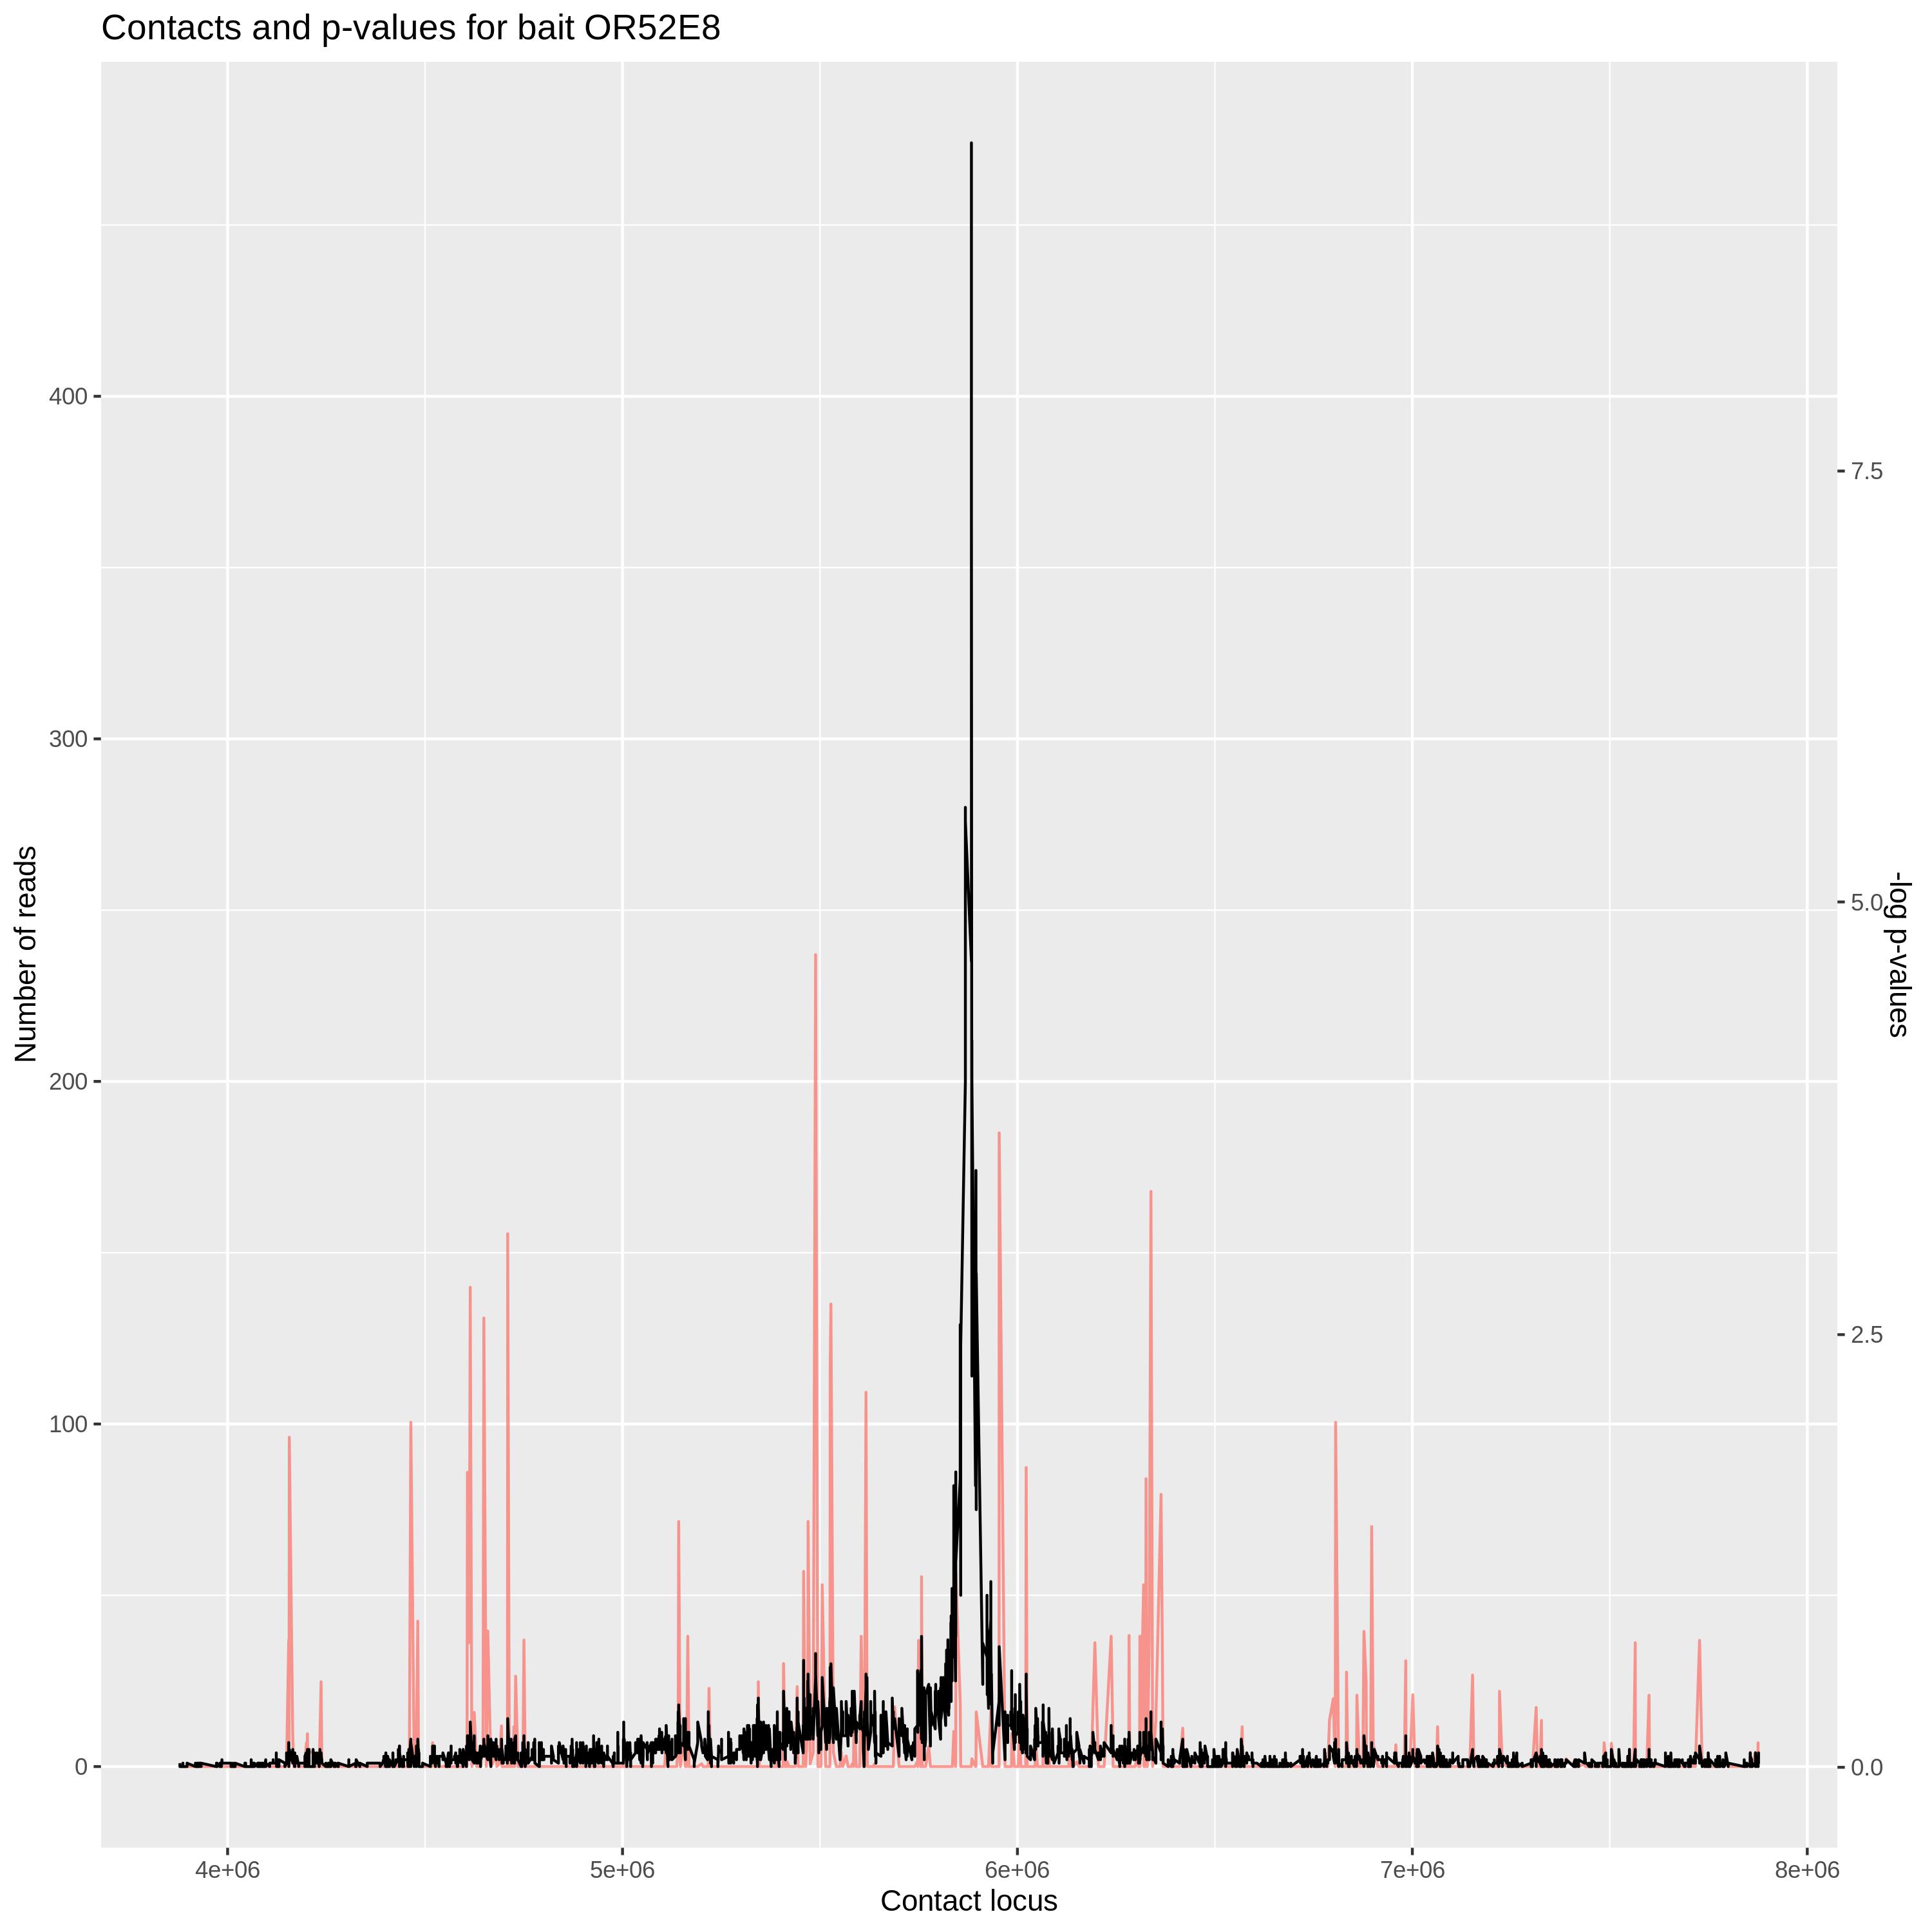 Contacts and p-values for bait OR52E8
Number of reads
400
300
200
100
0
7.5
5.0
2.5
0.0
-log p-values
4e+06 5e+06 6e+06 7e+06 8e+06
Contact locus